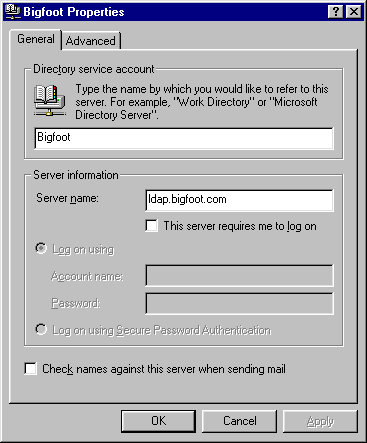 Bigfoot Properties
General
Advanced
Directory service account
Type the name by which you would like to refer to this
server. For example, "Work Directory" or "Microsoft
Directory Server".
Bigfoot
Server information
Server name:
ldap.bigfoot.com
This server requires me to log on
Log on using
Account name:
Password:
Log on using Secure Password Authentication
Check names against this server when sending mail
OK
Cancel
Apply